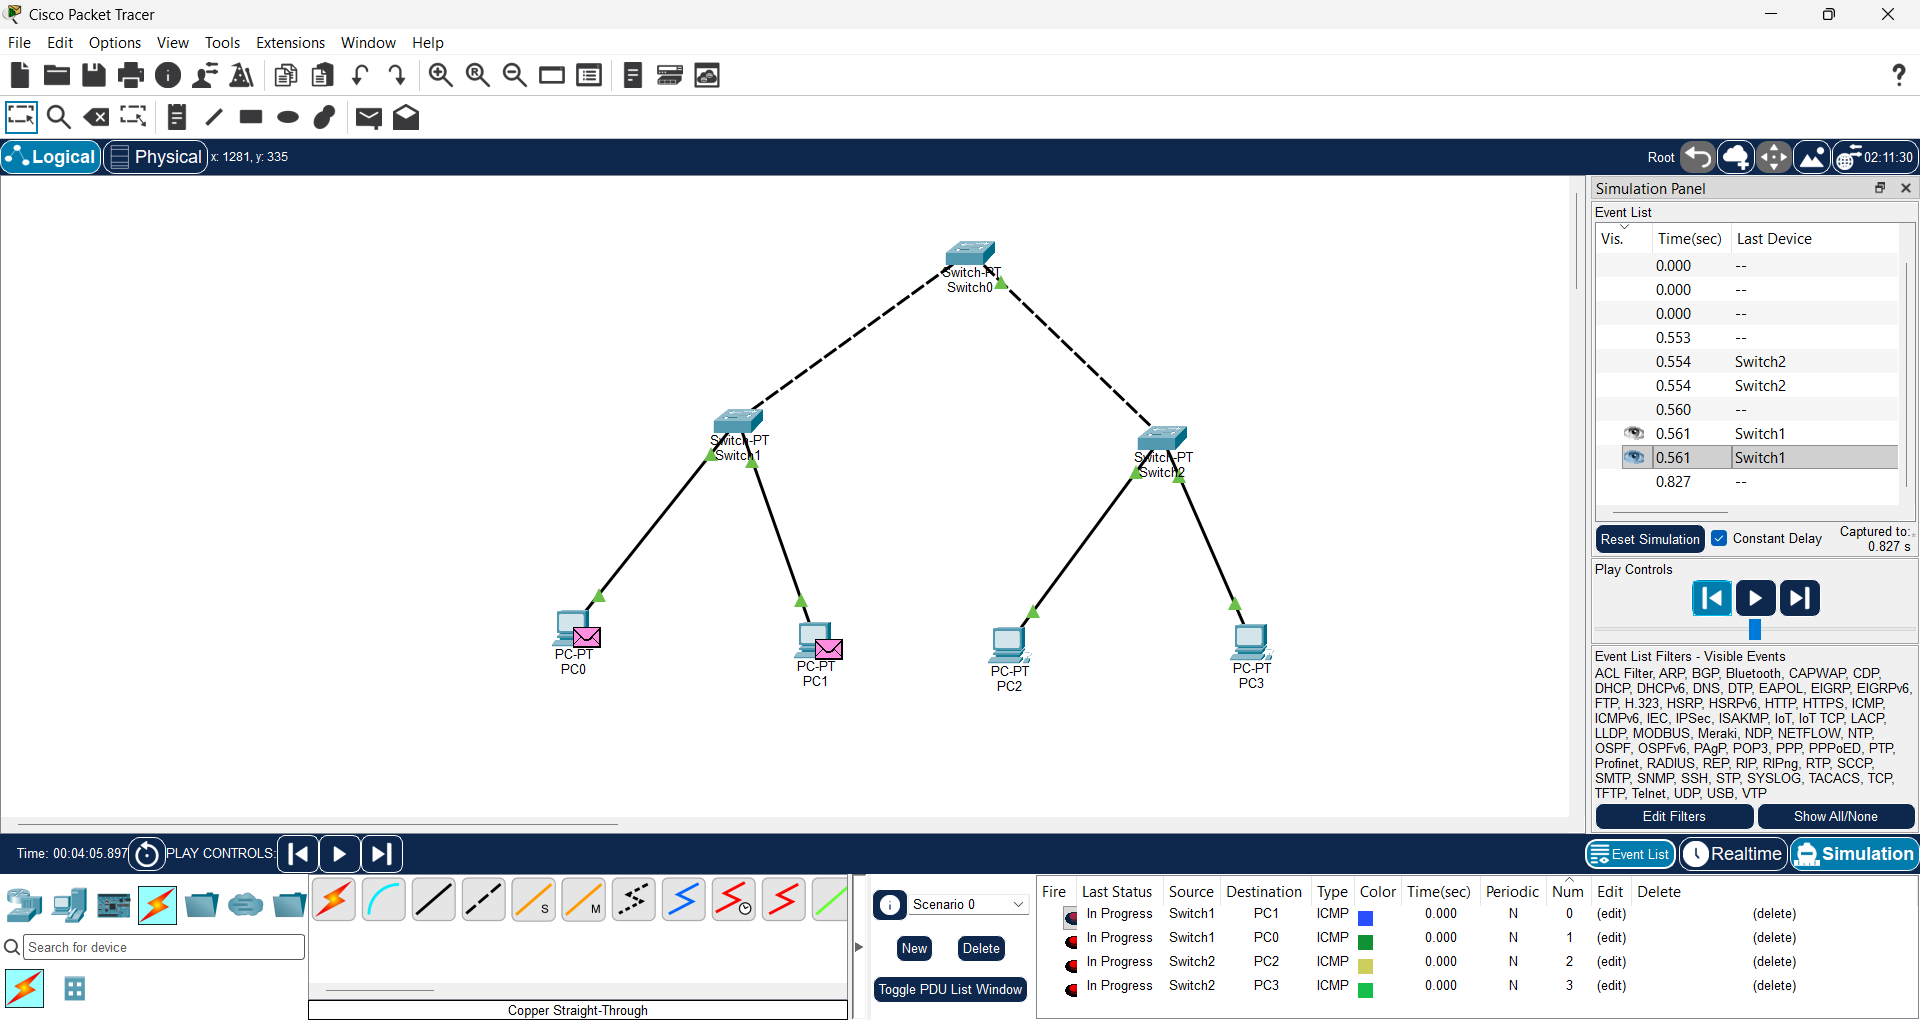 Cisco Packet Tracer
File Edit Options View Tools Extensions Window Help
Logical Physical x: 1281, y: 335 Root 02:11:30
Simulation Panel
Event List
Vis. Time(sec) Last Device
0.000 --
0.000 --
0.000 --
0.553 --
0.554 Switch2
0.554 Switch2
0.560 --
0.561 Switch1
0.561 Switch1
0.827 --
Reset Simulation Constant Delay Captured to:
0.827 s
Play Controls
Event List Filters - Visible Events
ACL Filter, ARP, BGP, Bluetooth, CAPWAP, CDP,
DHCP, DHCPv6, DNS, DTP, EAPOL, EIGRP, EIGRPv6,
FTP, H.323, HSRP, HSRPv6, HTTP, HTTPS, ICMP,
ICMPv6, IEC, IPSec, ISAKMP, IoT, IoT TCP, LACP,
LLDP, MODBUS, Meraki, NDP, NETFLOW, NTP,
OSPF, OSPFv6, PAgP, POP3, PPP, PPPoED, PTP,
Profinet, RADIUS, REP, RIP, RIPng, RTP, SCCP,
SMTP, SNMP, SSH, STP, SYSLOG, TACACS, TCP,
TFTP, Telnet, UDP, USB, VTP
Edit Filters Show All/None
Switch-PT
Switch0
Switch-PT
Switch1
Switch-PT
Switch2
PC-PT
PC0
PC-PT
PC1
PC-PT
PC2
PC-PT
PC3
Time: 00:04:05.897 PLAY CONTROLS: Event List Realtime Simulation
S M
Search for device
Copper Straight-Through
Scenario 0
New Delete
Toggle PDU List Window
Fire Last Status Source Destination Type Color Time(sec) Periodic Num Edit Delete
In Progress Switch1 PC1 ICMP 0.000 N 0 (edit) (delete)
In Progress Switch1 PC0 ICMP 0.000 N 1 (edit) (delete)
In Progress Switch2 PC2 ICMP 0.000 N 2 (edit) (delete)
In Progress Switch2 PC3 ICMP 0.000 N 3 (edit) (delete)